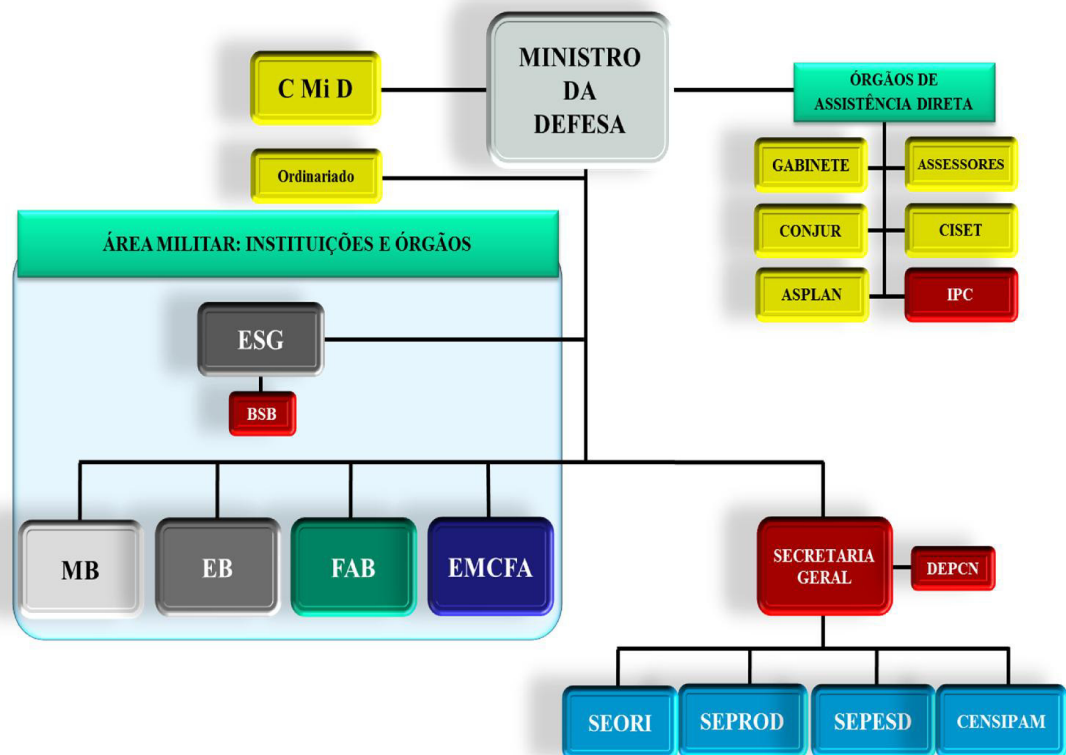 MINISTRO
DA
DEFESA
C Mi D
Ordinariado
ÓRGÃOS DE
ASSISTÊNCIA DIRETA
GABINETE
ASSESSORES
CONJUR
CISET
ASPLAN
IPC
ÁREA MILITAR: INSTITUIÇÕES E ÓRGÃOS
ESG
BSB
MB
EB
FAB
EMCFA
SECRETARIA
GERAL
DEPCN
SEORI
SEPROD
SEPESD
CENSIPAM